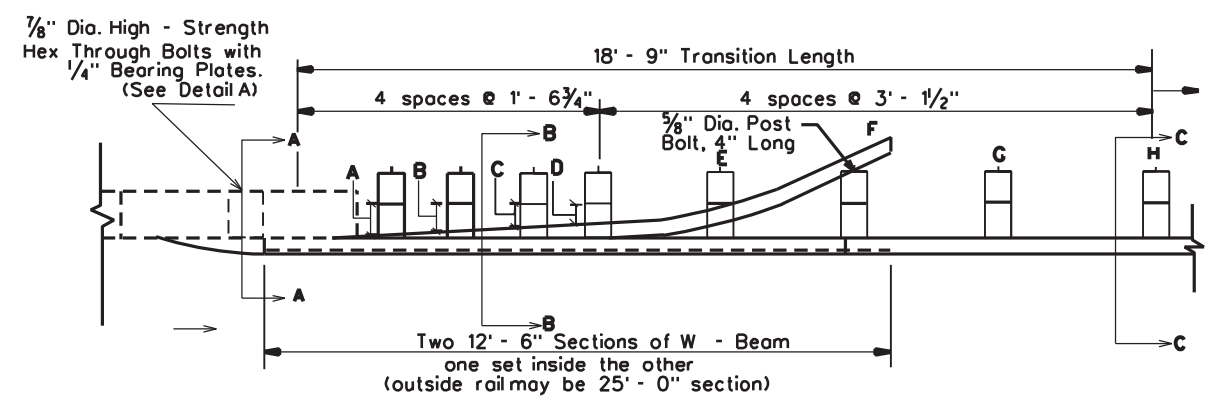 7/8" Dia. High - Strength
Hex Through Bolts with
1/4" Bearing Plates.
(See Detail A)
18' - 9" Transition Length
4 spaces @ 1' - 6 3/4"
4 spaces @ 3' - 1 1/2"
5/8" Dia. Post
Bolt, 4" Long
F
A
B
C
A
B
C
D
E
G
H
A
B
C
Two 12' - 6" Sections of W - Beam
one set inside the other
(outside rail may be 25' - 0" section)